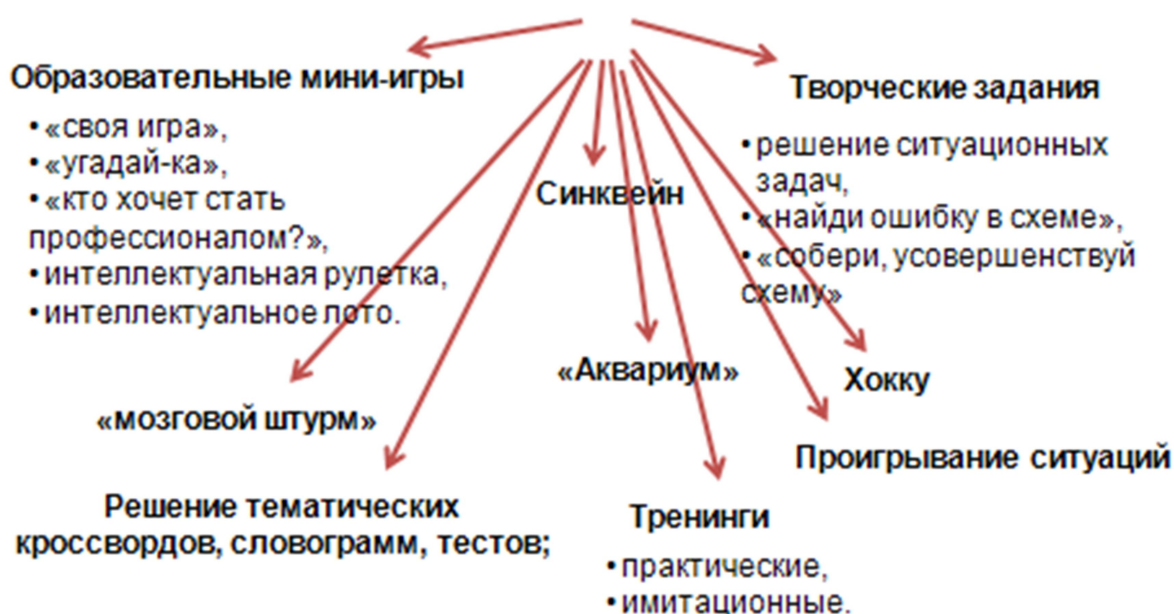 Образовательные мини-игры
• «своя игра»,
• «угадай-ка»,
• «кто хочет стать
профессионалом?»,
• интеллектуальная рулетка,
• интеллектуальное лото.
Творческие задания
• решение ситуационных
задач,
• «найди ошибку в схеме»,
• «собери, усовершенствуй
схему»
Синквейн
«Аквариум»
Хокку
«мозговой штурм»
Проигрывание ситуаций
Решение тематических
кроссвордов, словограмм, тестов;
Тренинги
• практические,
• имитационные.